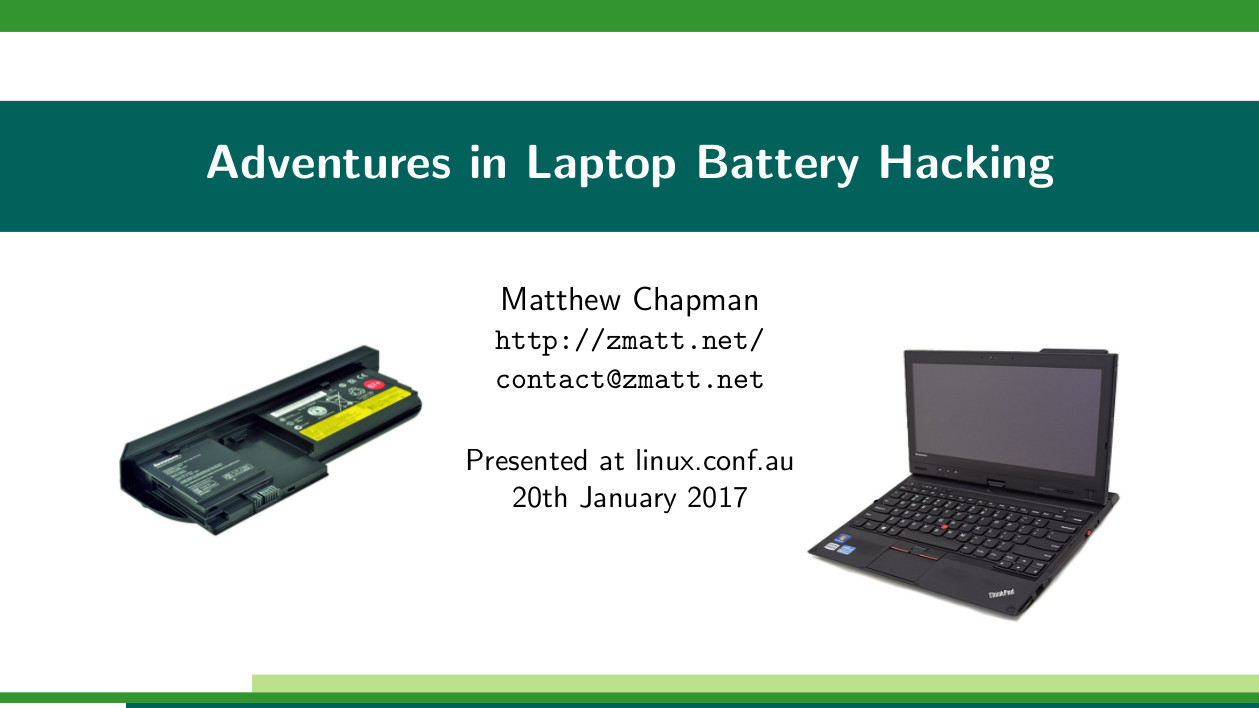 Adventures in Laptop Battery Hacking
Matthew Chapman
http://zmatt.net/
contact@zmatt.net
Presented at linux.conf.au
20th January 2017
ThinkPad